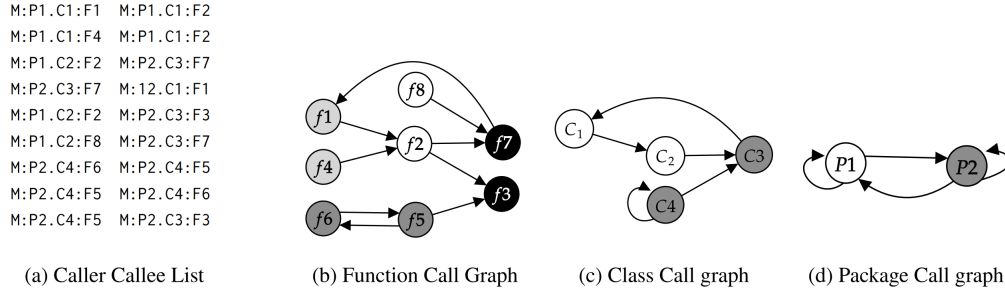 M:P1.C1:F1 M:P1.C1:F2
M:P1.C1:F4 M:P1.C1:F2
M:P1.C2:F2 M:P2.C3:F7
M:P2.C3:F7 M:12.C1:F1
M:P1.C2:F2 M:P2.C3:F3
M:P1.C2:F8 M:P2.C3:F7
M:P2.C4:F6 M:P2.C4:F5
M:P2.C4:F5 M:P2.C4:F6
M:P2.C4:F5 M:P2.C3:F3
(a) Caller Callee List
f1
f8
f2
f7
f4
f3
f6
f5
(b) Function Call Graph
C1
C2
C3
C4
(c) Class Call graph
P1
P2
(d) Package Call graph